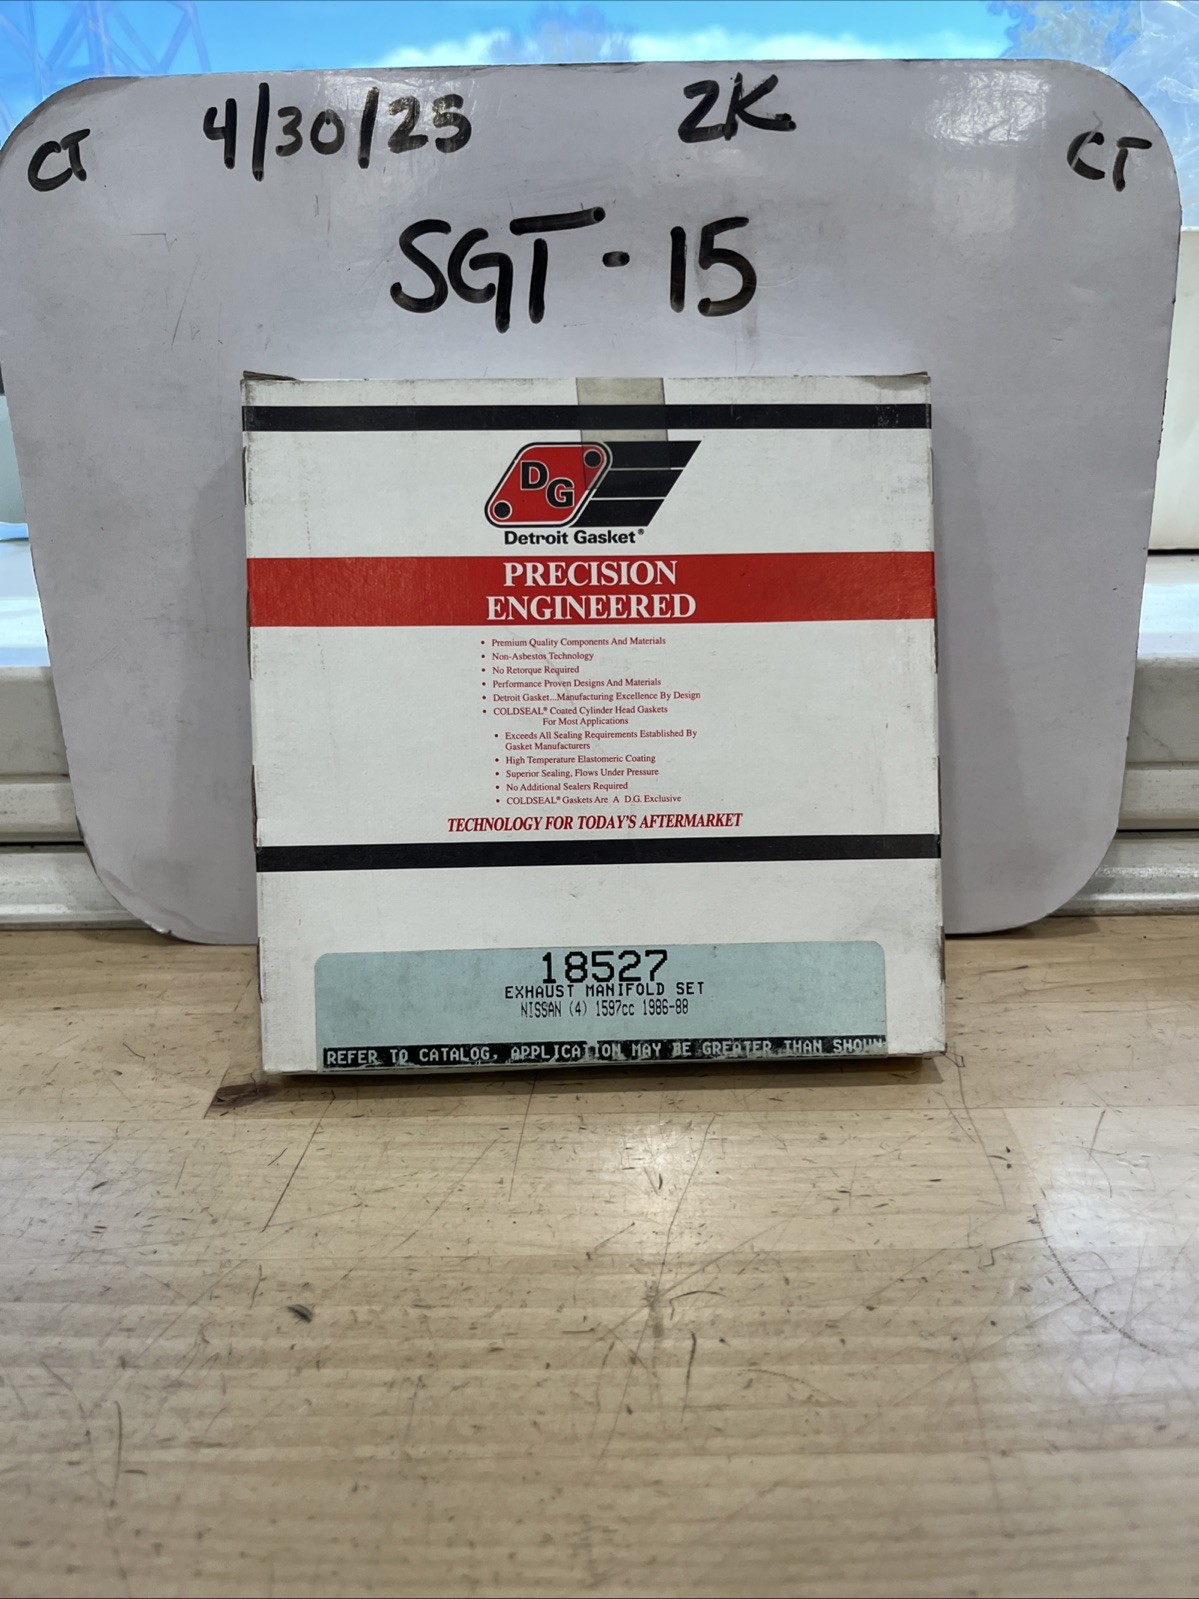 CT 4/30/25 2K CT
SGT-15
DG
Detroit Gasket®
PRECISION
ENGINEERED
• Premium Quality Components And Materials
• Non-Asbestos Technology
• No Retorque Required
• Performance Proven Designs And Materials
• Detroit Gasket...Manufacturing Excellence By Design
• COLDSEAL® Coated Cylinder Head Gaskets
For Most Applications
• Exceeds All Sealing Requirements Established By
Gasket Manufacturers
• High Temperature Elastomeric Coating
• Superior Sealing, Flows Under Pressure
• No Additional Sealers Required
• COLDSEAL® Gaskets Are A D.G. Exclusive
TECHNOLOGY FOR TODAY'S AFTERMARKET
18527
EXHAUST MANIFOLD SET
NISSAN (4) 1597cc 1986-88
REFER TO CATALOG, APPLICATION MAY BE GREATER THAN SHOWN